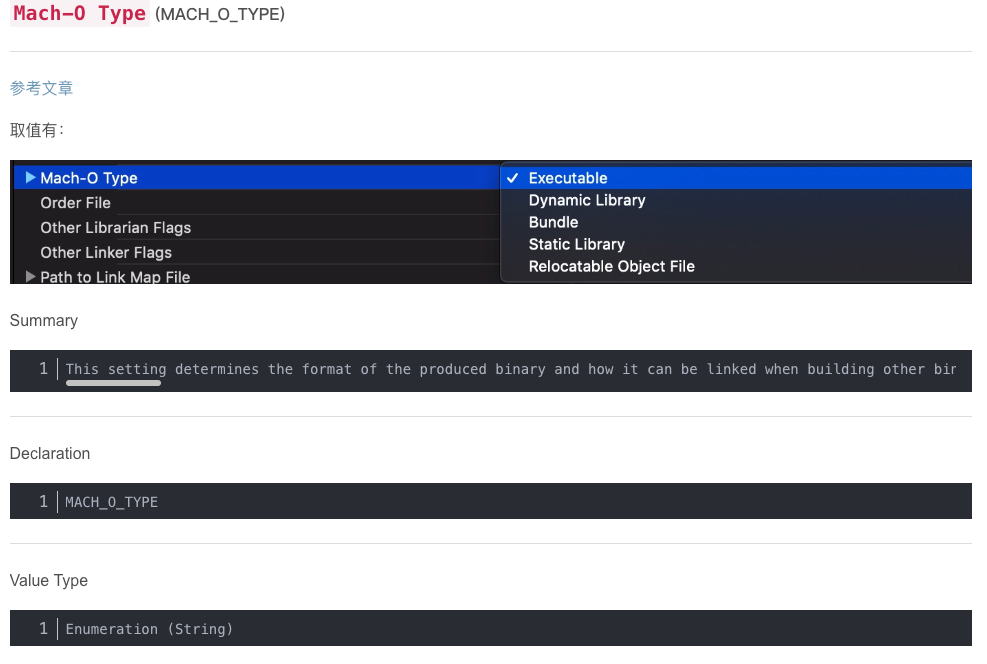 Mach-O Type (MACH_O_TYPE)
参考文章
取值有：
Mach-O Type
Order File
Other Librarian Flags
Other Linker Flags
Path to Link Map File
Executable
Dynamic Library
Bundle
Static Library
Relocatable Object File
Summary
1 This setting determines the format of the produced binary and how it can be linked when building other
Declaration
1 MACH_O_TYPE
Value Type
1 Enumeration (String)